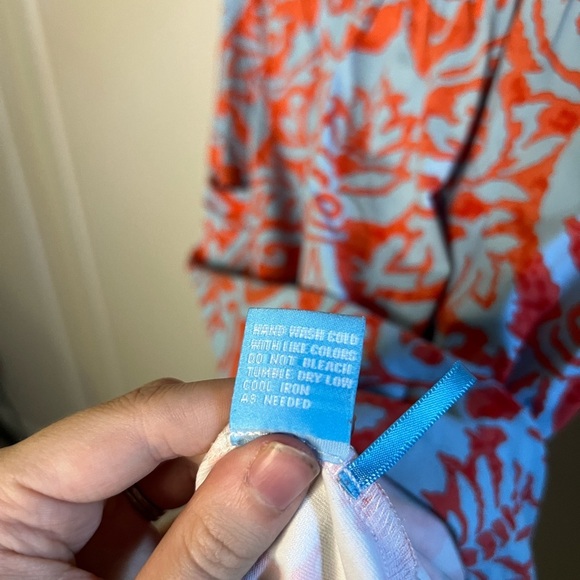 HAND WASH COLD
WITH LIKE COLORS
DO NOT BLEACH
TUMBLE DRY LOW
COOL IRON
AS NEEDED